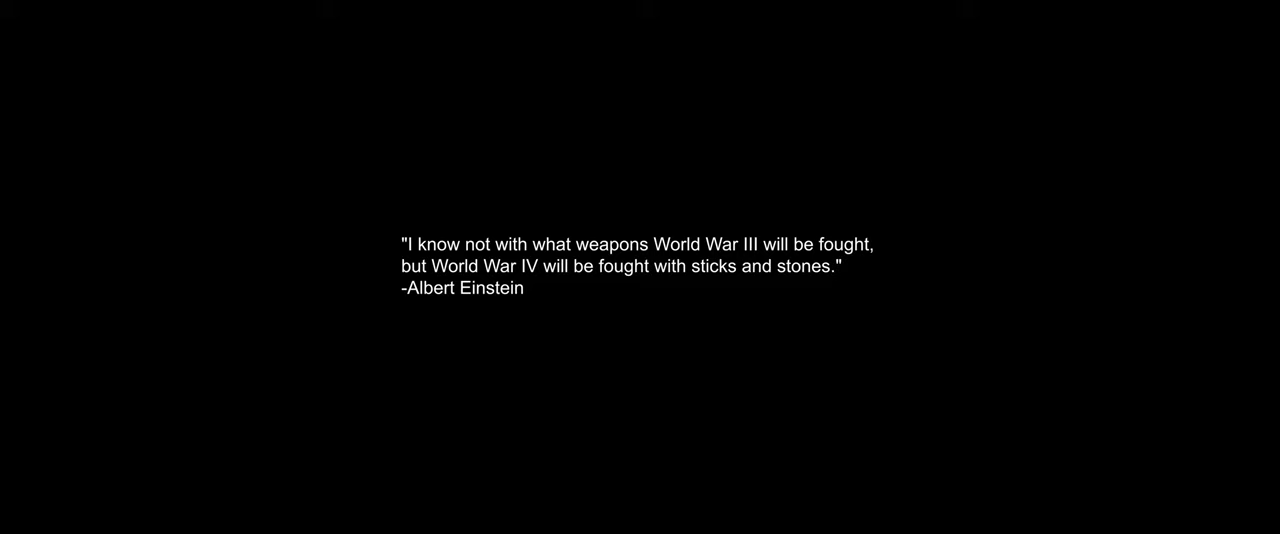 "I know not with what weapons World War III will be fought,
but World War IV will be fought with sticks and stones."
-Albert Einstein